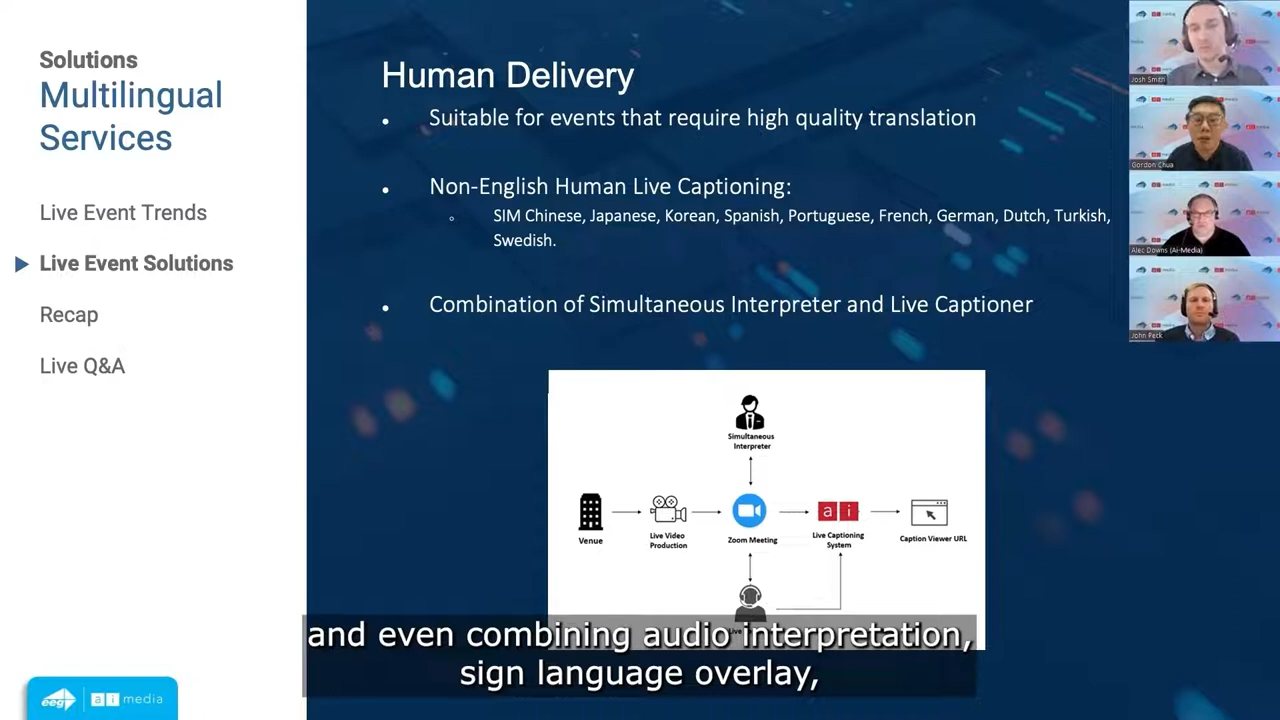 Solutions
Multilingual
Services
Live Event Trends
Live Event Solutions
Recap
Live Q&A
eeg
ai media
Human Delivery
Suitable for events that require high quality translation
Non-English Human Live Captioning:
SIM Chinese, Japanese, Korean, Spanish, Portuguese, French, German, Dutch, Turkish,
Swedish.
Combination of Simultaneous Interpreter and Live Captioner
Simultaneous
Interpreter
Venue
Live Video
Production
Zoom Meeting
ai
Live Captioning
System
Caption Viewer URL
and even combining audio interpretation,
sign language overlay,
Josh Smith
Gordon Chua
Alec Downs (Ai-Media)
John Peck